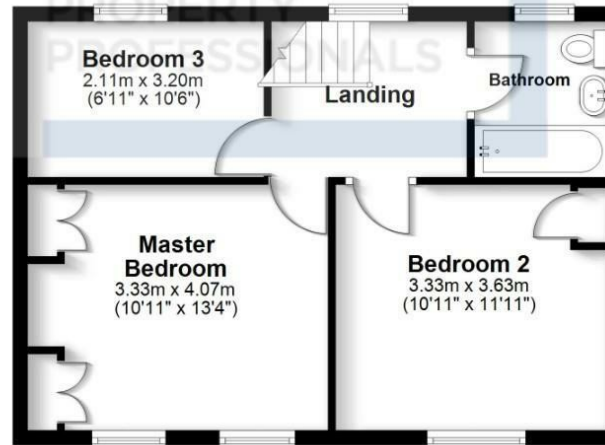 PROPERTY
PROFESSIONALS
Bedroom 3
2.11m x 3.20m
(6'11" x 10'6")
Landing
Bathroom
Master
Bedroom
3.33m x 4.07m
(10'11" x 13'4")
Bedroom 2
3.33m x 3.63m
(10'11" x 11'11")